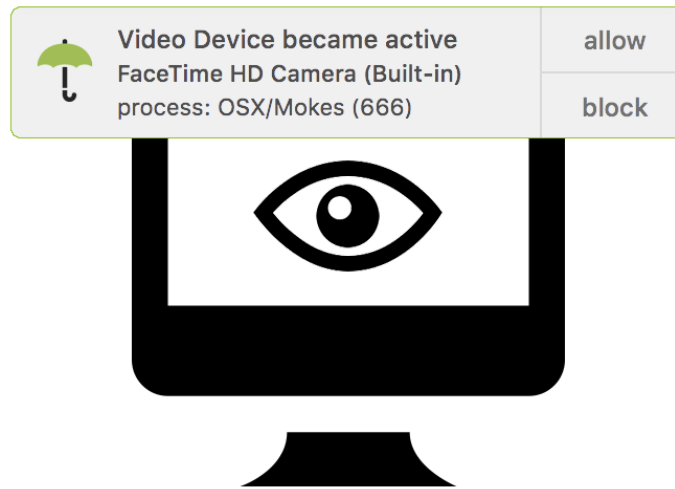 Video Device became active
FaceTime HD Camera (Built-in)
process: OSX/Mokes (666)
allow
block